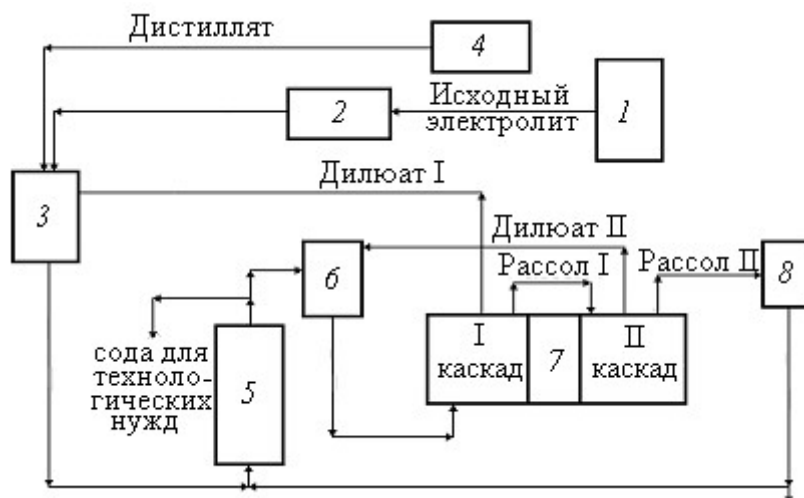 Дистиллят
4
Исходный
электролит
1
2
Дилюат I
3
Дилюат II
6
Рассол I
Рассол II
8
I
каскад
7
II
каскад
сода для
техноло-
гических
нужд
5